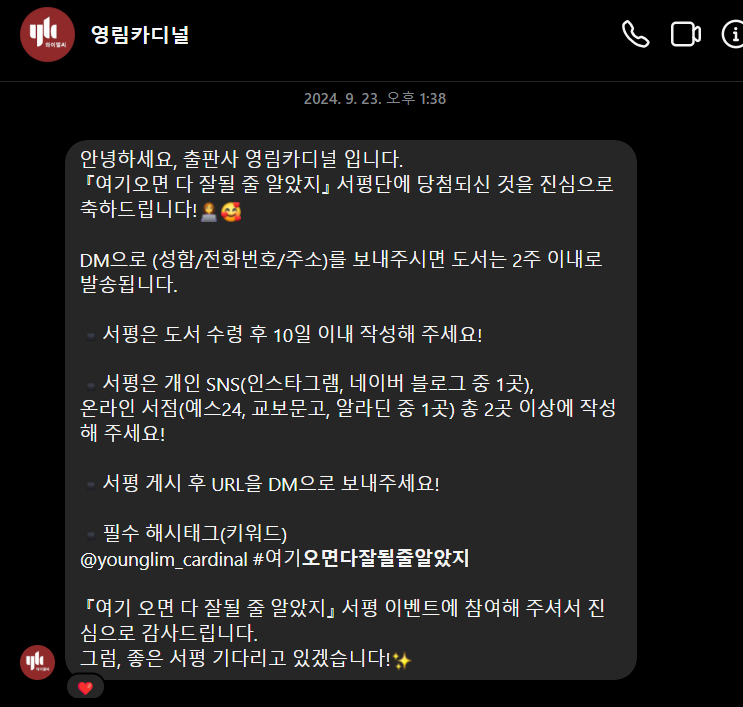 ylc
와이엘씨
영림카디널
2024. 9. 23. 오후 1:38
안녕하세요, 출판사 영림카디널 입니다.
『여기오면 다 잘될 줄 알았지』 서평단에 당첨되신 것을 진심으로
축하드립니다!👩‍💻🥰
DM으로 (성함/전화번호/주소)를 보내주시면 도서는 2주 이내로
발송됩니다.
▪️서평은 도서 수령 후 10일 이내 작성해 주세요!
▪️서평은 개인 SNS(인스타그램, 네이버 블로그 중 1곳),
온라인 서점(예스24, 교보문고, 알라딘 중 1곳) 총 2곳 이상에 작성
해 주세요!
▪️서평 게시 후 URL을 DM으로 보내주세요!
▪️필수 해시태그(키워드)
@younglim_cardinal #여기오면다잘될줄알았지
『여기 오면 다 잘될 줄 알았지』 서평 이벤트에 참여해 주셔서 진
심으로 감사드립니다.
그럼, 좋은 서평 기다리고 있겠습니다!✨
ylc
❤️